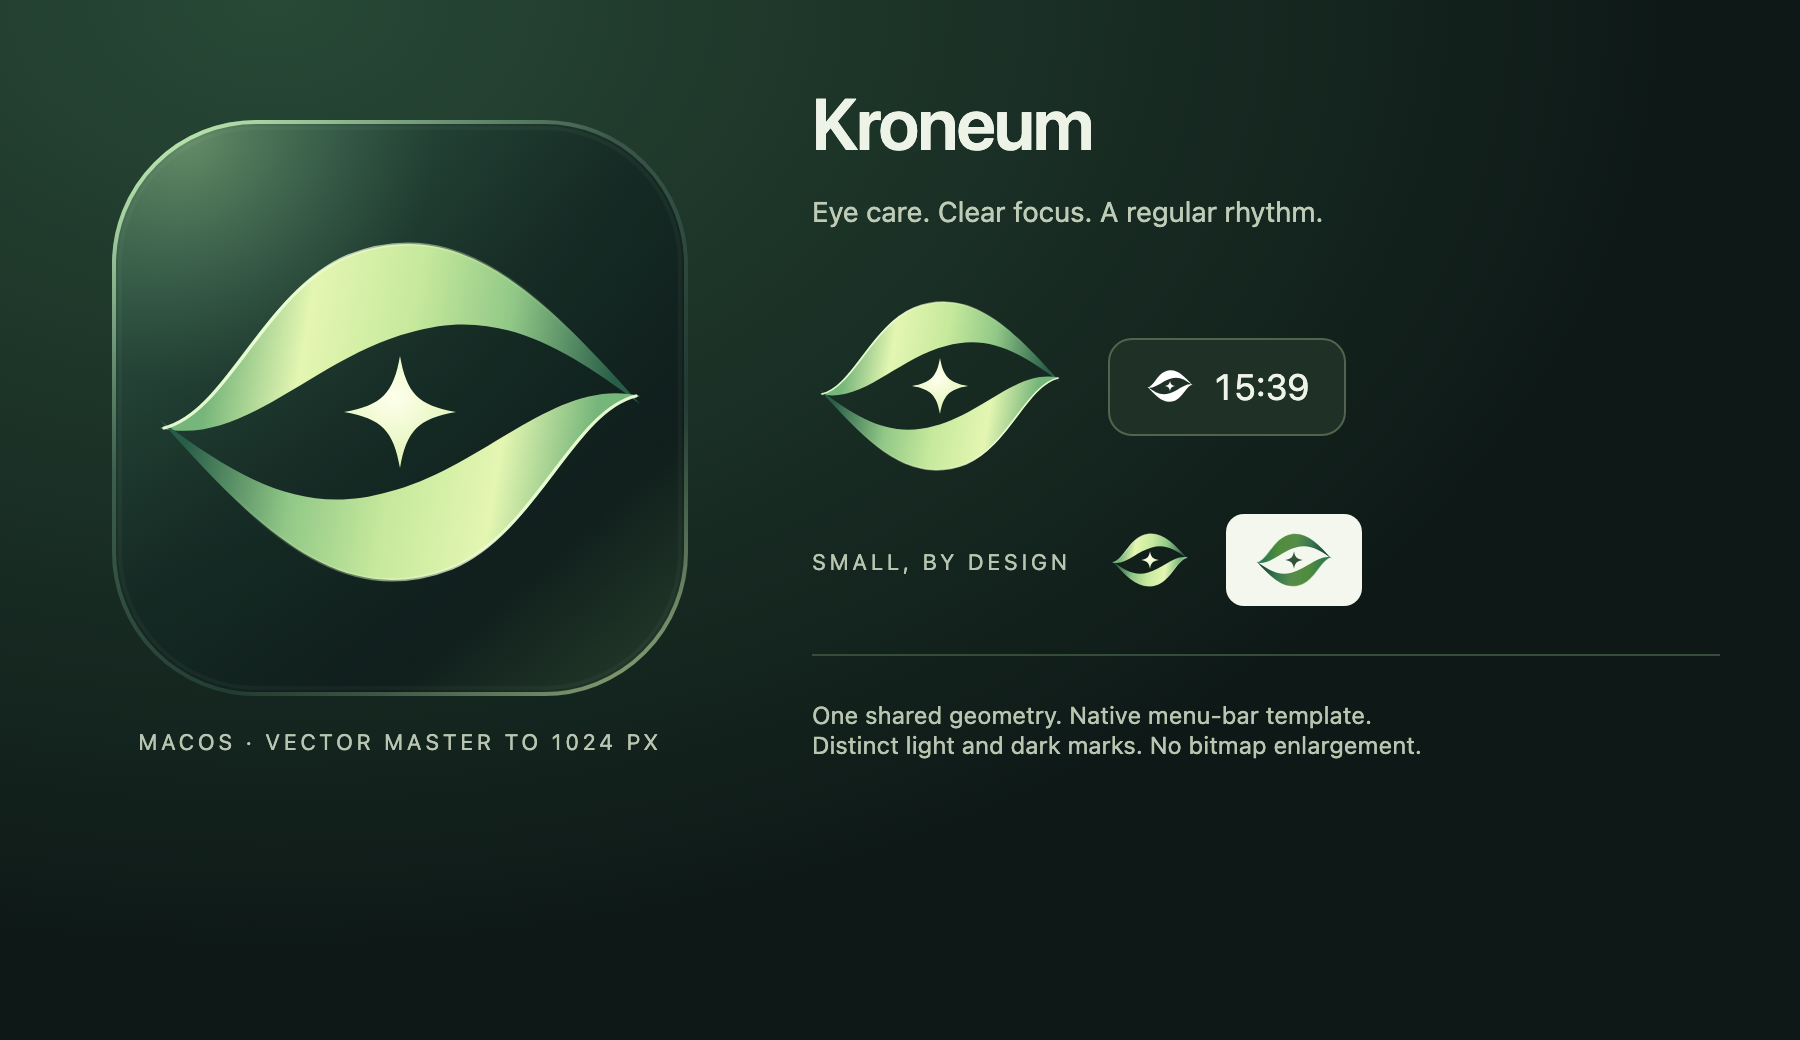 Kroneum
Eye care. Clear focus. A regular rhythm.
15:39
SMALL, BY DESIGN
MACOS · VECTOR MASTER TO 1024 PX
One shared geometry. Native menu-bar template.
Distinct light and dark marks. No bitmap enlargement.